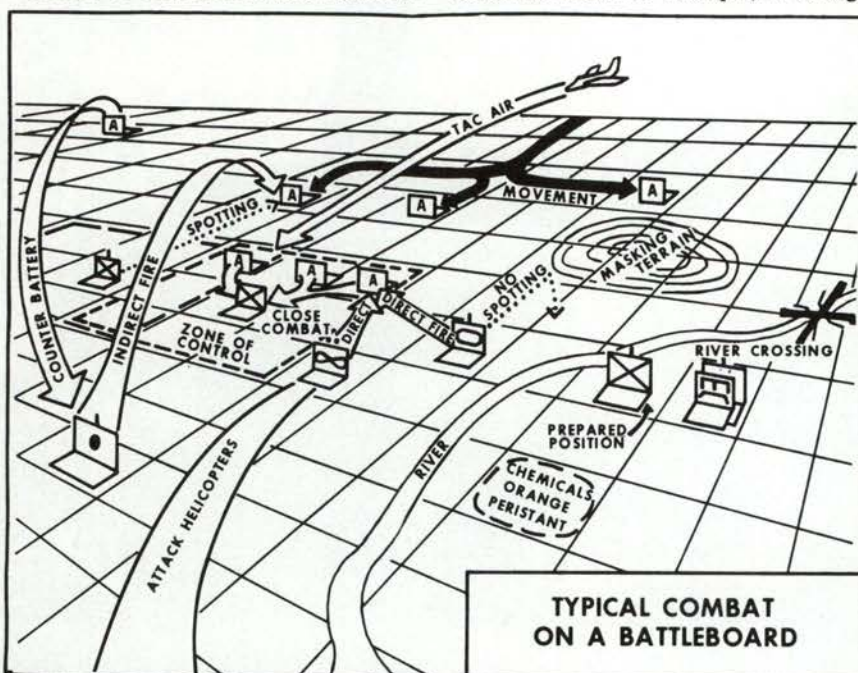 A
TAC AIR
A
SPOTTING
A
MOVEMENT
A
COUNTER BATTERY
INDIRECT FIRE
A
A
A
NO
SPOTTING
MASKING
TERRAIN
CLOSE
COMBAT
DIRECT
DIRECT FIRE
ZONE OF
CONTROL
RIVER CROSSING
PREPARED
POSITION
RIVER
ATTACK HELICOPTERS
CHEMICALS
ORANGE
PERISTANT
TYPICAL COMBAT
ON A BATTLEBOARD